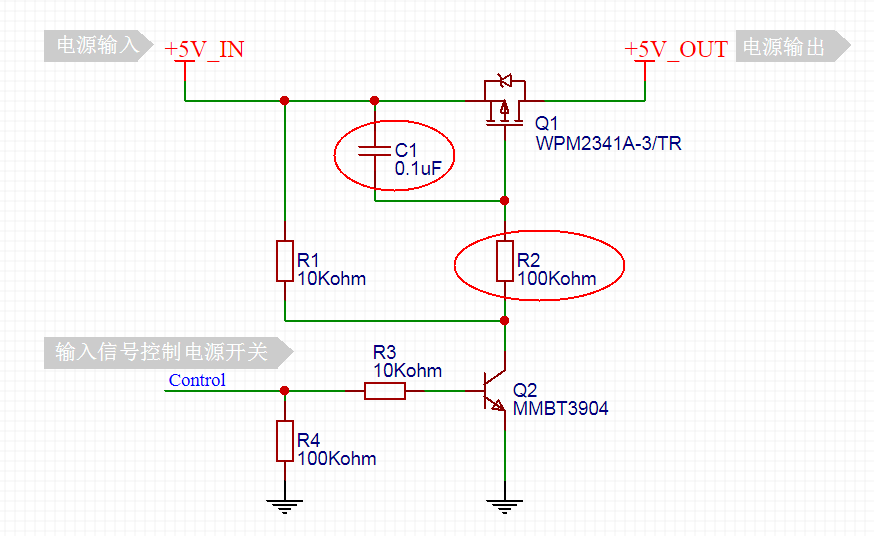 电源输入
+5V_IN
+5V_OUT
电源输出
Q1
WPM2341A-3/TR
C1
0.1uF
R1
10Kohm
R2
100Kohm
输入信号控制电源开关
Control
R3
10Kohm
Q2
MMBT3904
R4
100Kohm